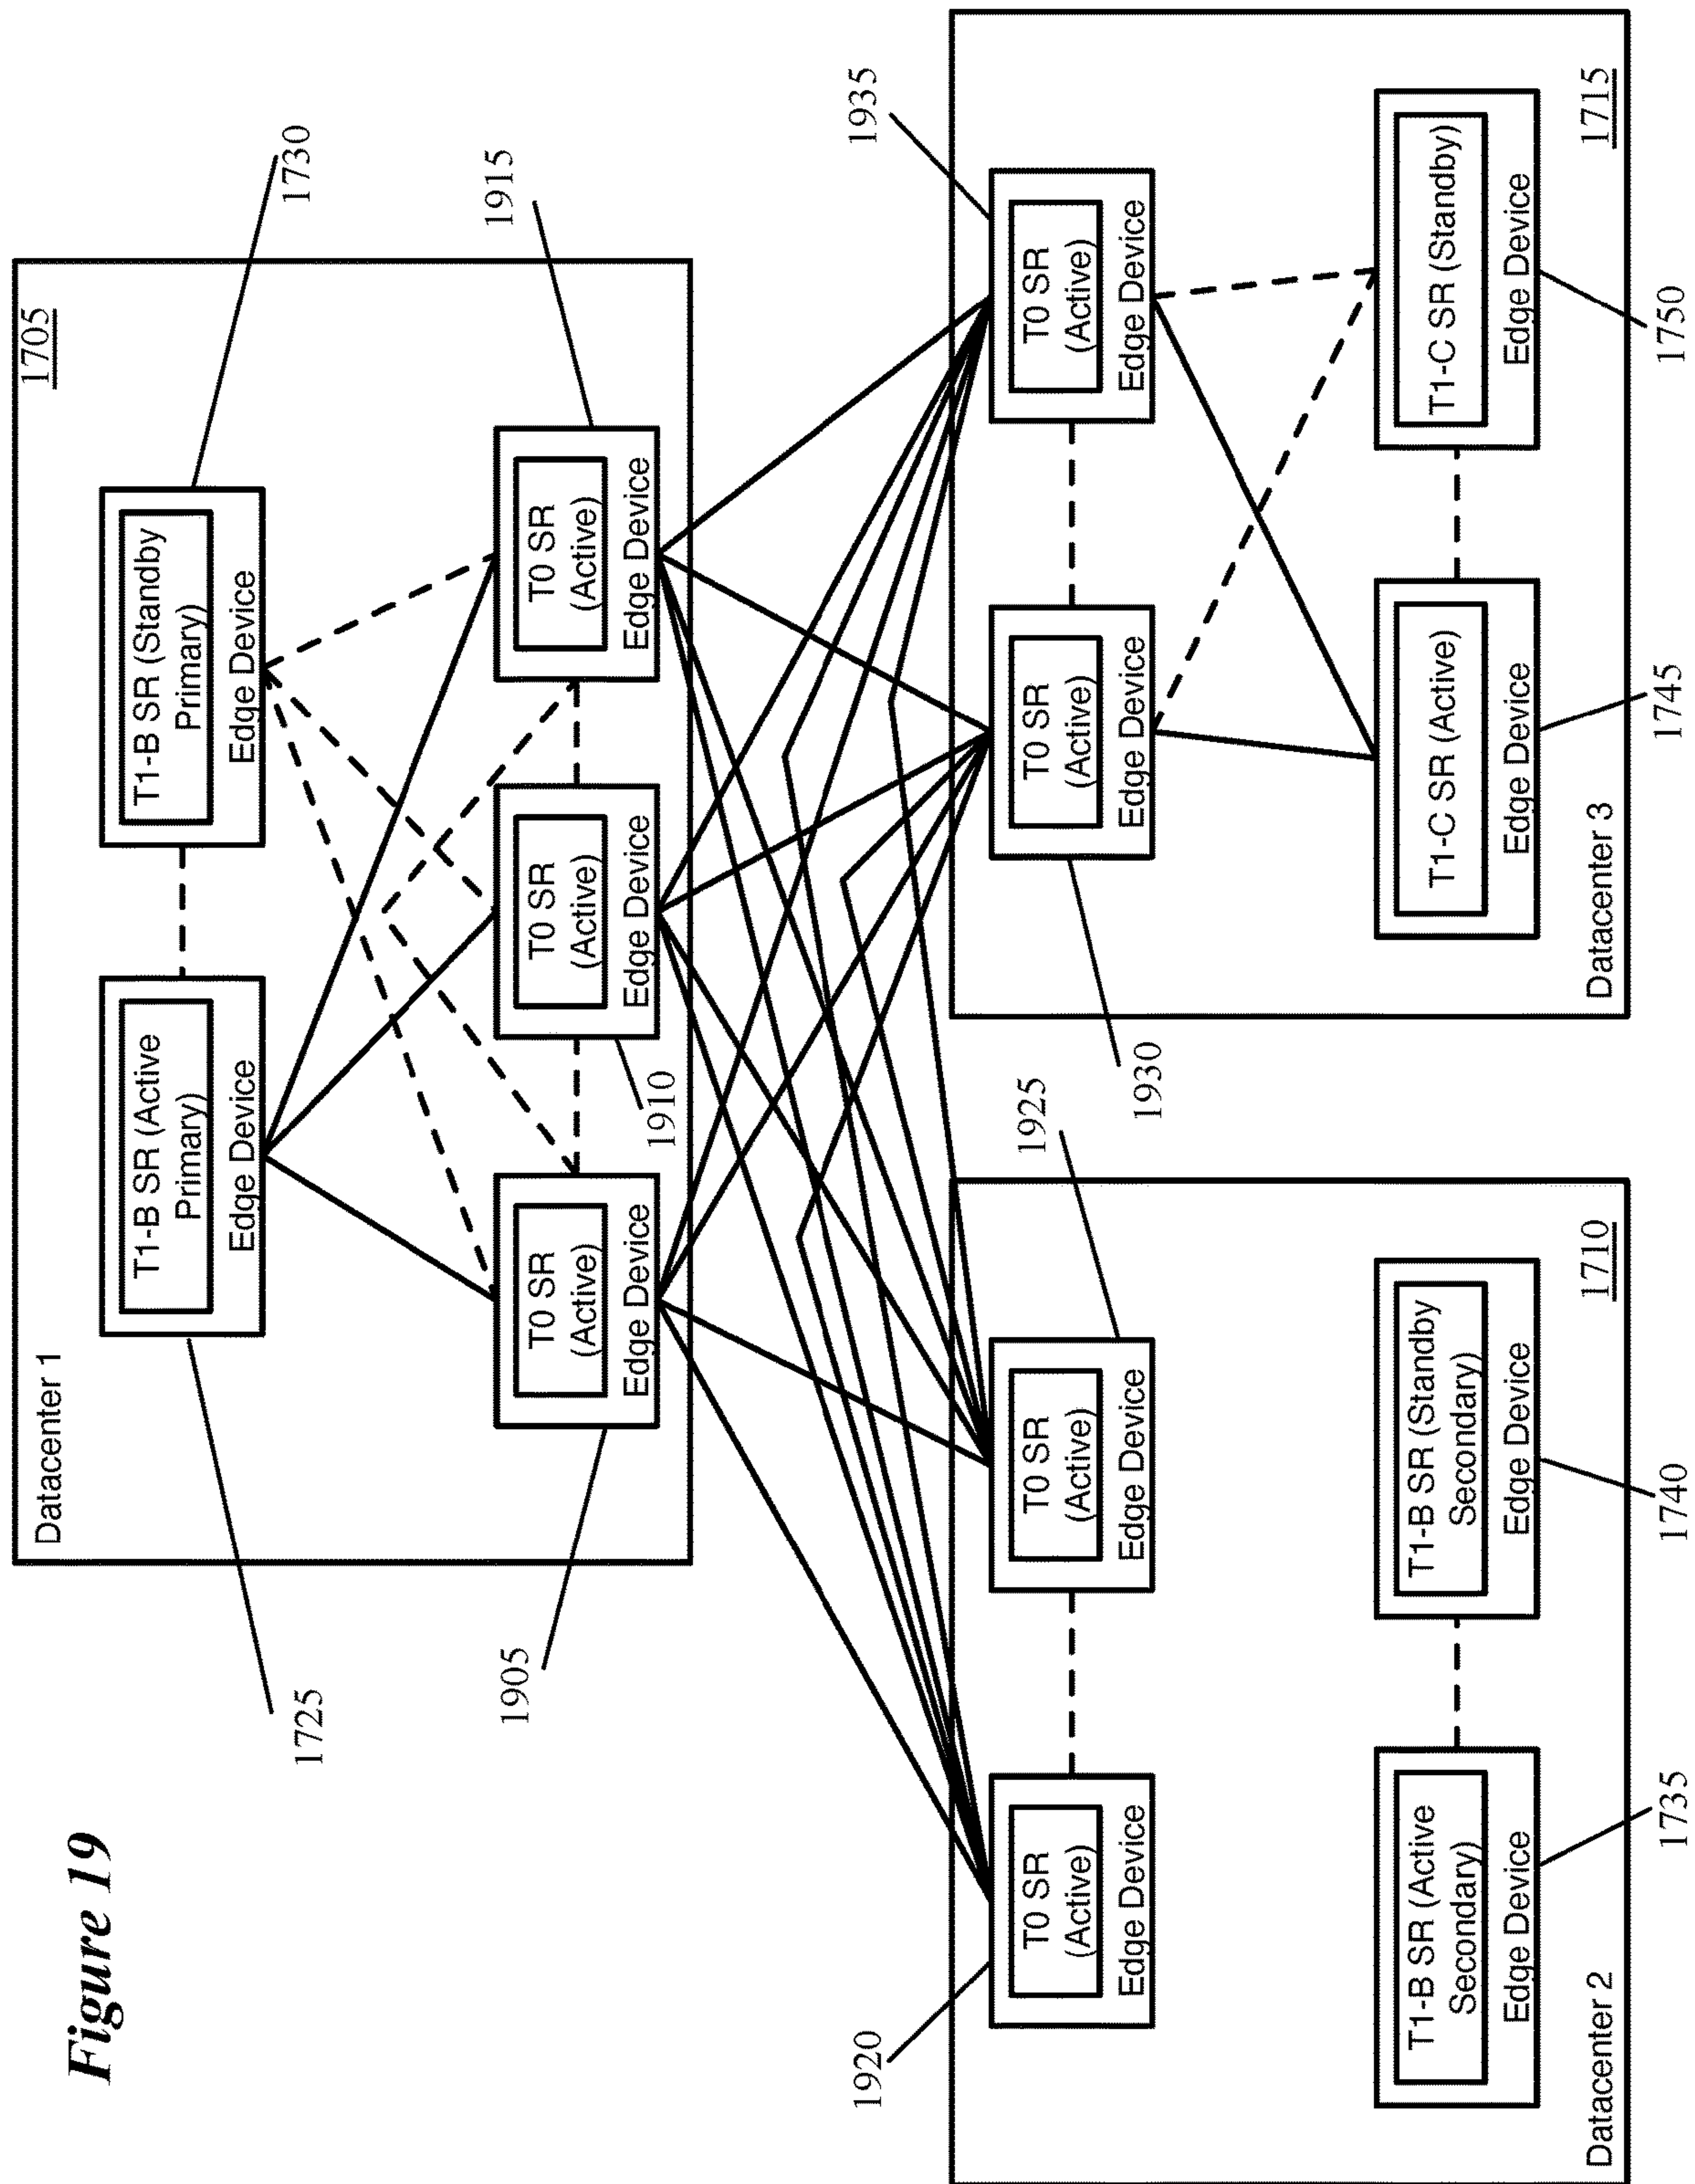 Figure 19
Datacenter 1
1705
T1-B SR (Active
Primary)
Edge Device
1725
T1-B SR (Standby
Primary)
Edge Device
1730
T0 SR
(Active)
Edge Device
1905
T0 SR
(Active)
Edge Device
1910
T0 SR
(Active)
Edge Device
1915
T0 SR
(Active)
Edge Device
1920
T0 SR
(Active)
Edge Device
1925
T1-B SR (Active
Secondary)
Edge Device
1735
T1-B SR (Standby
Secondary)
Edge Device
1740
Datacenter 2
1710
T0 SR
(Active)
Edge Device
1930
T0 SR
(Active)
Edge Device
1935
T1-C SR (Active)
Edge Device
1745
T1-C SR (Standby)
Edge Device
1750
Datacenter 3
1715